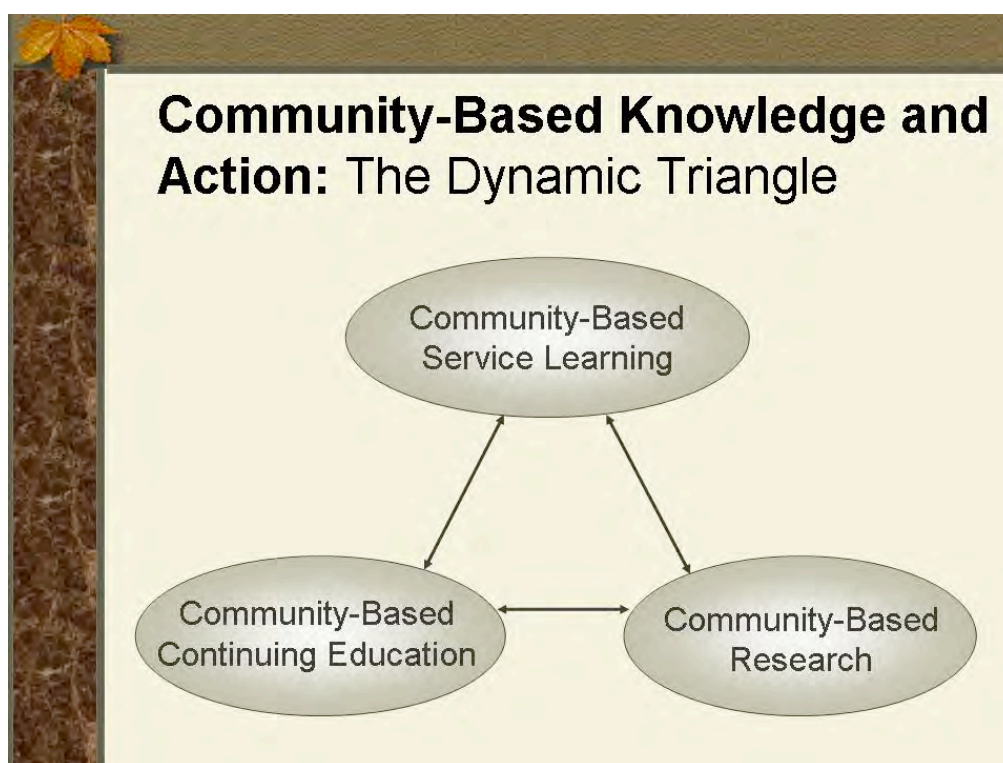 Community-Based Knowledge and
Action: The Dynamic Triangle
Community-Based
Service Learning
Community-Based
Continuing Education
Community-Based
Research